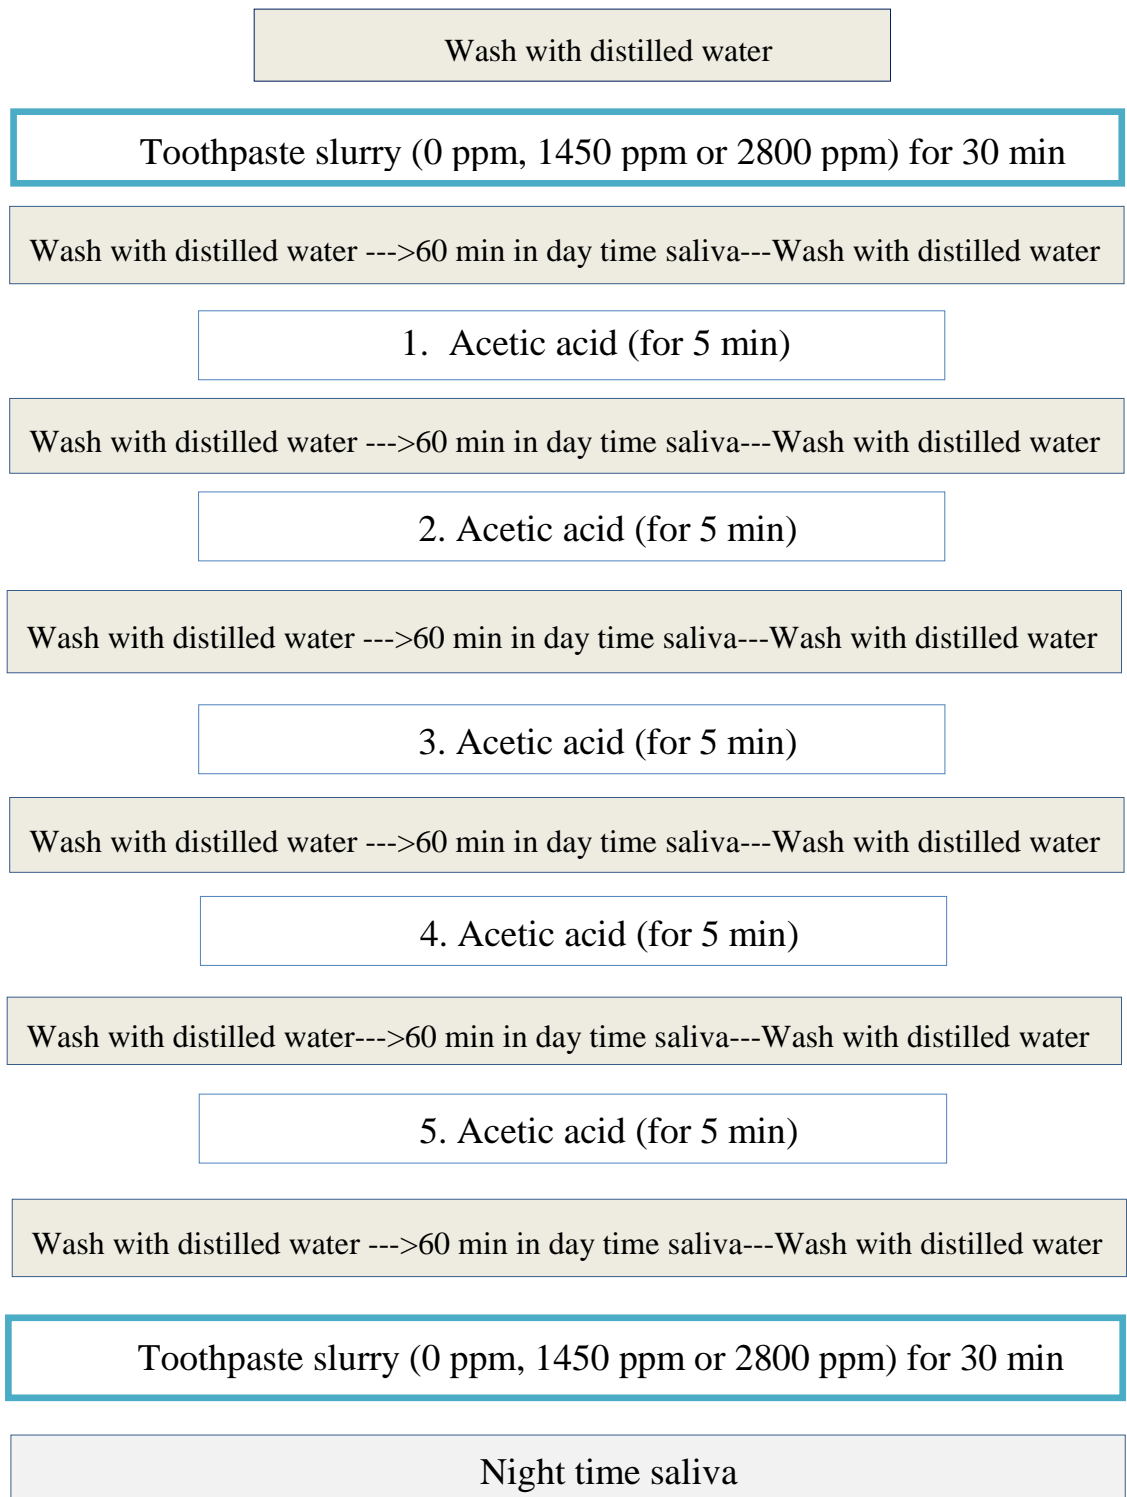 Wash with distilled water
Toothpaste slurry (0 ppm, 1450 ppm or 2800 ppm) for 30 min
Wash with distilled water --->60 min in day time saliva---Wash with distilled water
1. Acetic acid (for 5 min)
Wash with distilled water --->60 min in day time saliva---Wash with distilled water
2. Acetic acid (for 5 min)
Wash with distilled water --->60 min in day time saliva---Wash with distilled water
3. Acetic acid (for 5 min)
Wash with distilled water --->60 min in day time saliva---Wash with distilled water
4. Acetic acid (for 5 min)
Wash with distilled water--->60 min in day time saliva---Wash with distilled water
5. Acetic acid (for 5 min)
Wash with distilled water --->60 min in day time saliva---Wash with distilled water
Toothpaste slurry (0 ppm, 1450 ppm or 2800 ppm) for 30 min
Night time saliva